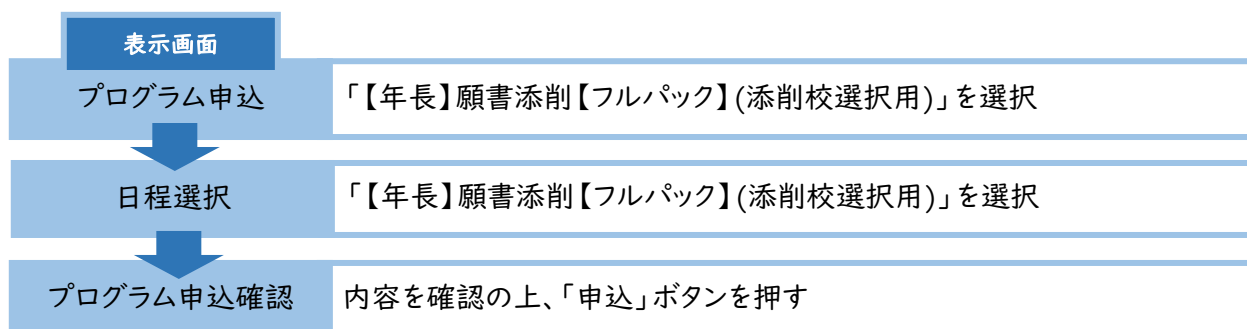 表示画面
プログラム申込
「【年長】願書添削【フルパック】(添削校選択用)」を選択
日程選択
「【年長】願書添削【フルパック】(添削校選択用)」を選択
プログラム申込確認
内容を確認の上、「申込」ボタンを押す